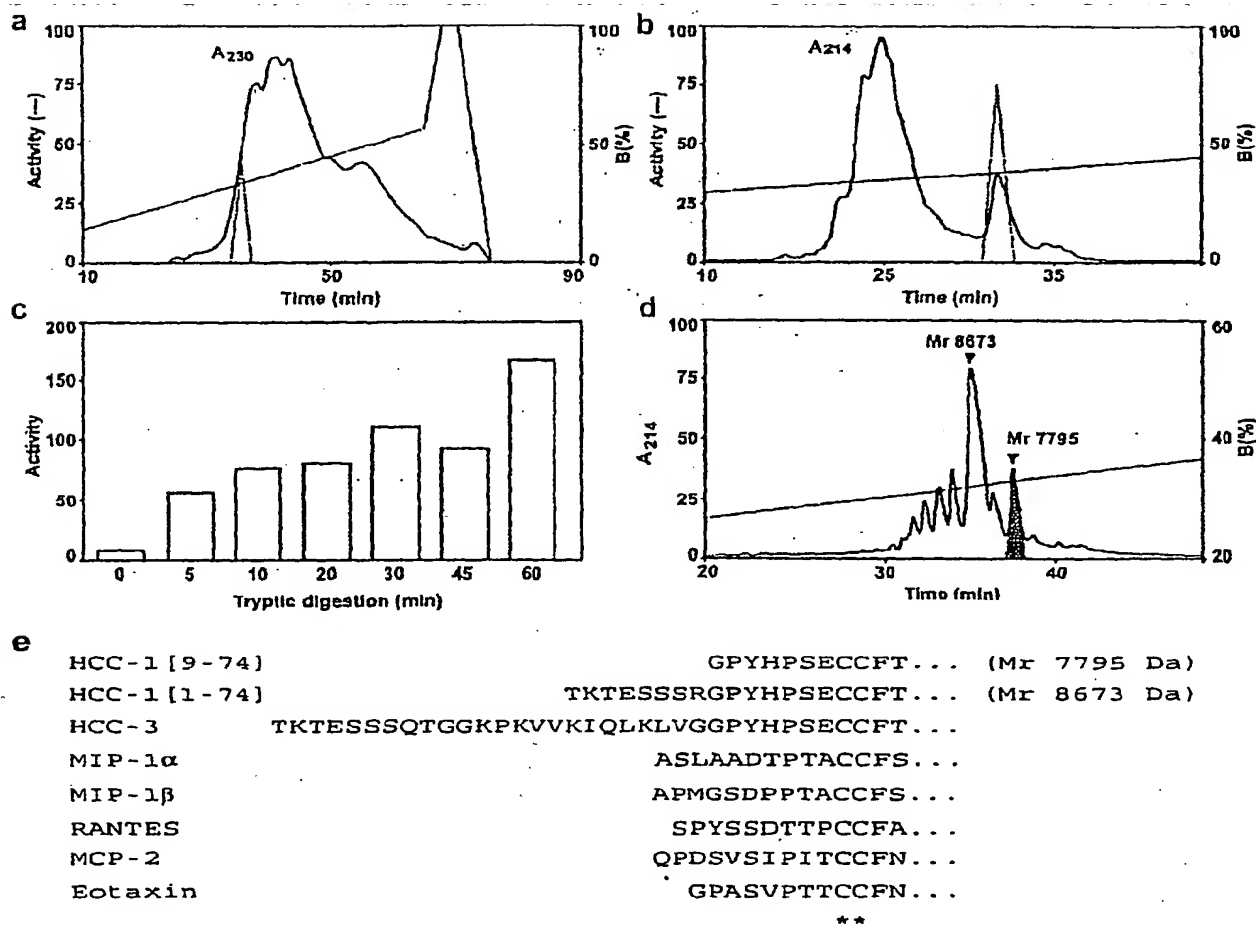 a
A230
100
75
50
25
0
Activity (—)
100
50
0
B(%)
10
50
90
Time (min)
b
A214
100
75
50
25
0
Activity (—)
100
50
0
B(%)
10
25
35
Time (min)
c
200
150
100
50
0
Activity
0 5 10 20 30 45 60
Tryptic digestion (min)
d
Mr 8673
Mr 7795
100
75
50
25
0
A214
60
40
20
B(%)
20
30
40
Time (min)
e
HCC-1 [9-74] GPYHPSECCFT... (Mr 7795 Da)
HCC-1 [1-74] TKTESSSRGPYHPSECCFT... (Mr 8673 Da)
HCC-3 TKTESSSQTGGKPKVVKIQLKLVGGPYHPSECCFT...
MIP-1α ASLAADTPTACCFS...
MIP-1β APMGSDPPTACCFS...
RANTES SPYSSDTTPCCFA...
MCP-2 QPDSVSIPITCCFN...
Eotaxin GPASVPTTCCFN...
**